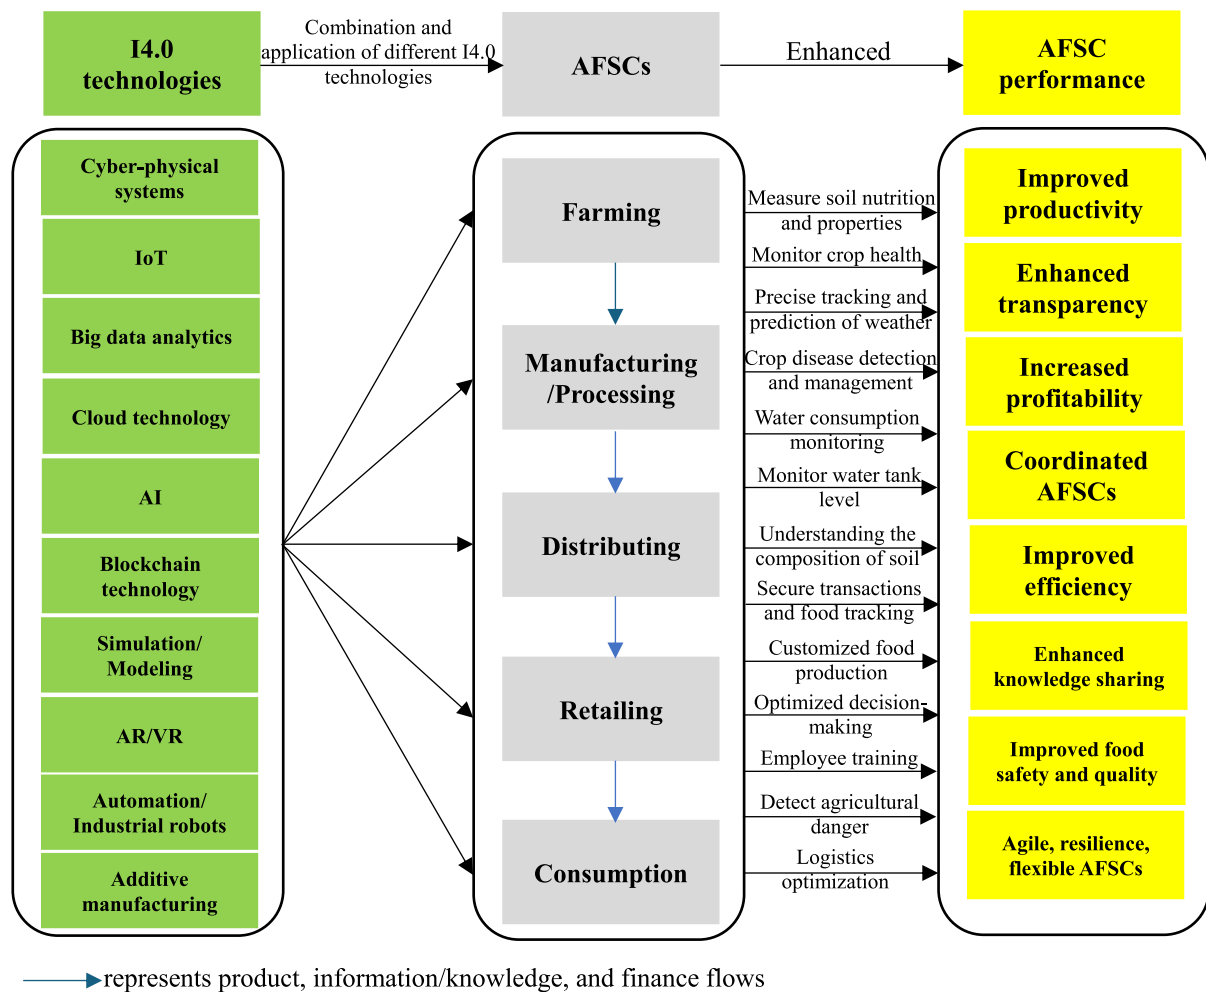 I4.0
technologies
Combination and
application of different I4.0
technologies
AFSCs
Enhanced
AFSC
performance
Cyber-physical
systems
IoT
Big data analytics
Cloud technology
AI
Blockchain
technology
Simulation/
Modeling
AR/VR
Automation/
Industrial robots
Additive
manufacturing
Farming
Manufacturing
/Processing
Distributing
Retailing
Consumption
Measure soil nutrition
and properties
Monitor crop health
Precise tracking and
prediction of weather
Crop disease detection
and management
Water consumption
monitoring
Monitor water tank
level
Understanding the
composition of soil
Secure transactions
and food tracking
Customized food
production
Optimized decision-
making
Employee training
Detect agricultural
danger
Logistics
optimization
Improved
productivity
Enhanced
transparency
Increased
profitability
Coordinated
AFSCs
Improved
efficiency
Enhanced
knowledge sharing
Improved food
safety and quality
Agile, resilience,
flexible AFSCs
represents product, information/knowledge, and finance flows